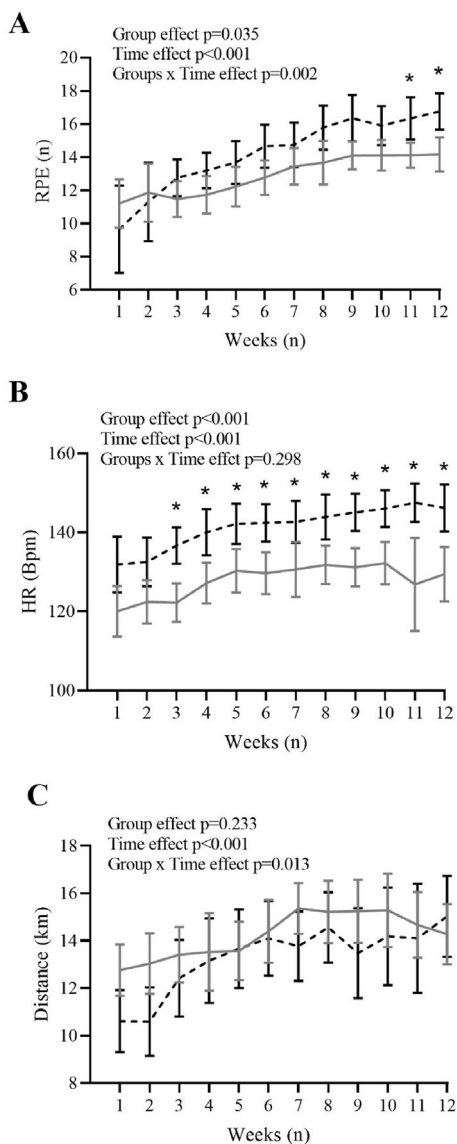 A
Group effect p=0.035
Time effect p<0.001
Groups x Time effect p=0.002
20
18
16
14
12
10
8
6
RPE (n)
* *
1 2 3 4 5 6 7 8 9 10 11 12
Weeks (n)
B
Group effect p<0.001
Time effect p<0.001
Groups x Time effct p=0.298
160
140
120
100
HR (Bpm)
* * * * * * * * * *
1 2 3 4 5 6 7 8 9 10 11 12
Weeks (n)
C
Group effect p=0.233
Time effect p<0.001
Group x Time effect p=0.013
18
16
14
12
10
8
Distance (km)
1 2 3 4 5 6 7 8 9 10 11 12
Weeks (n)